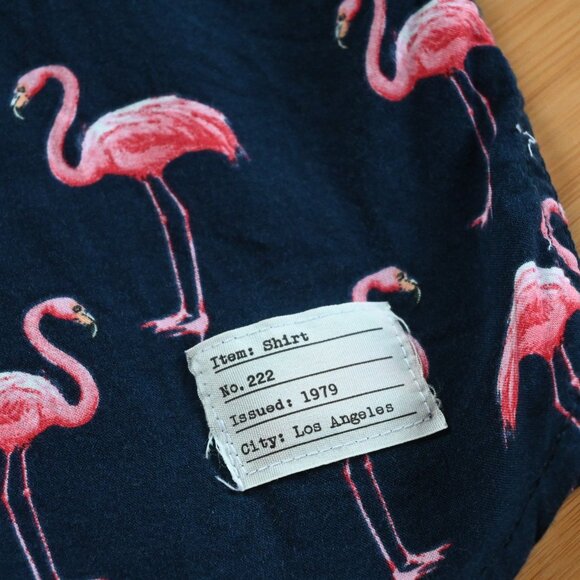 Item: Shirt
No. 222
Issued: 1979
City: Los Angeles